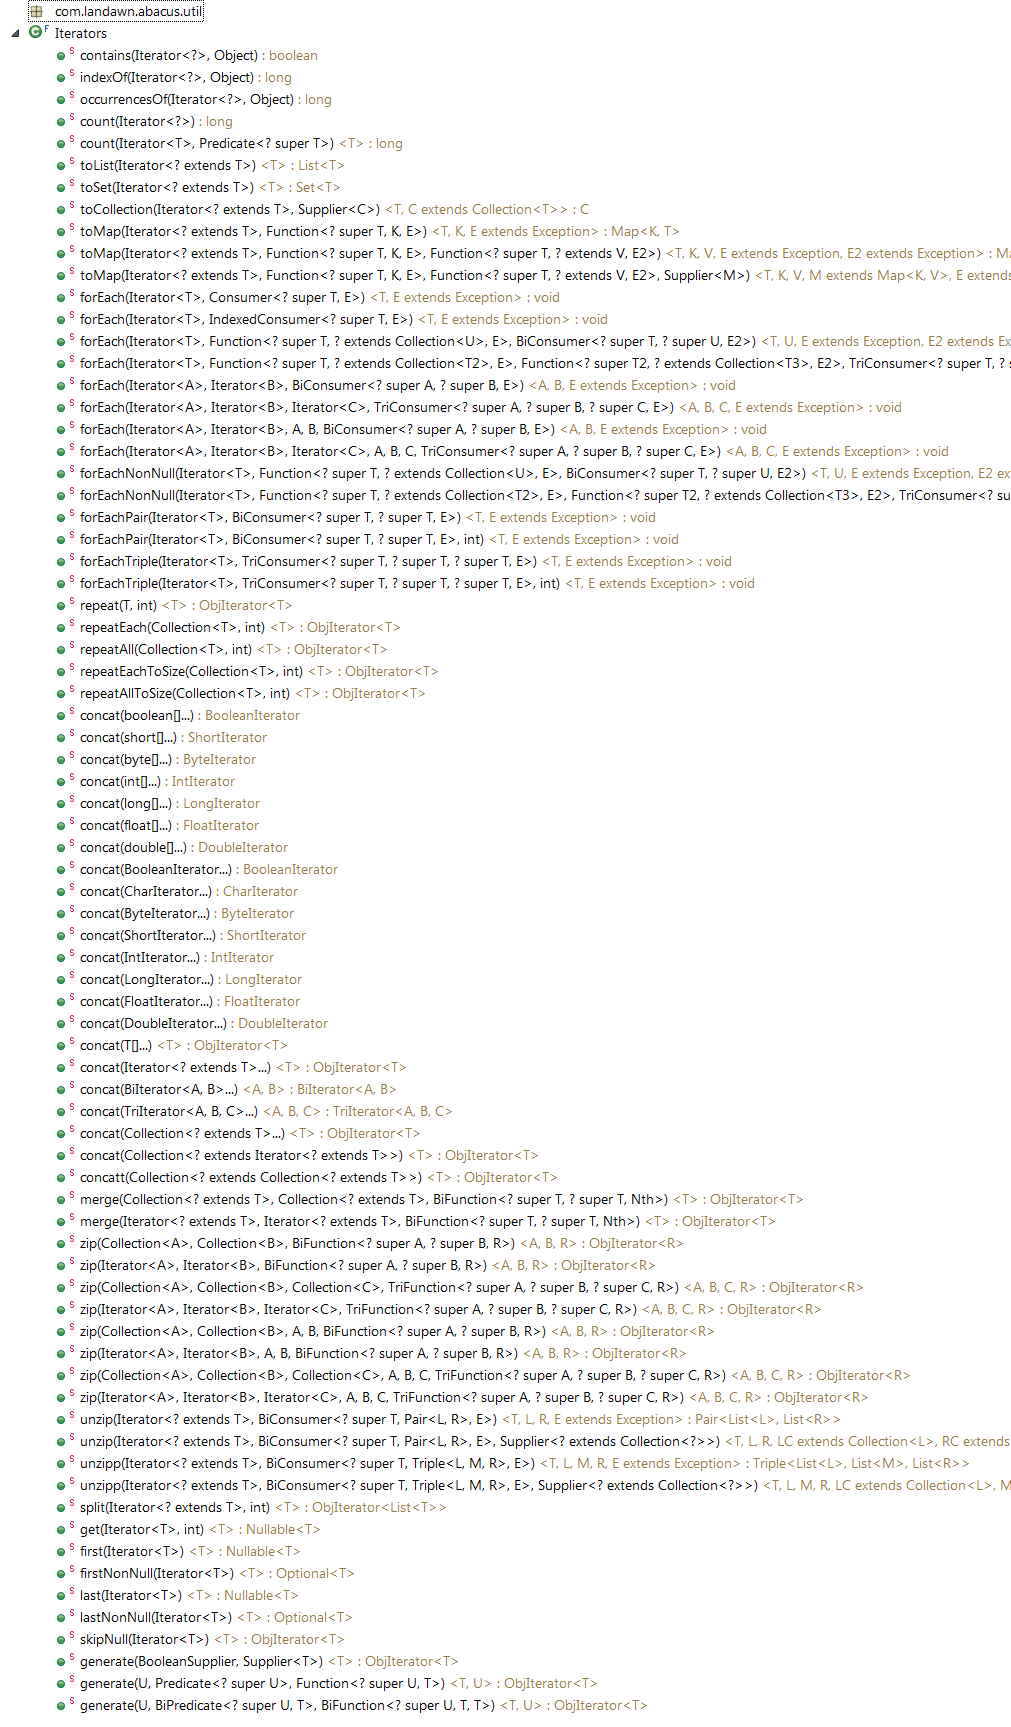 com.landawn.abacus.util
Iterators
contains(Iterator<?>, Object) : boolean
indexOf(Iterator<?>, Object) : long
occurrencesOf(Iterator<?>, Object) : long
count(Iterator<?>) : long
count(Iterator<T>, Predicate<? super T>) <T> : long
toList(Iterator<? extends T>) <T> : List<T>
toSet(Iterator<? extends T>) <T> : Set<T>
toCollection(Iterator<? extends T>, Supplier<C>) <T, C extends Collection<T>> : C
toMap(Iterator<? extends T>, Function<? super T, K, E>) <T, K, E extends Exception> : Map<K, T>
toMap(Iterator<? extends T>, Function<? super T, K, E>, Function<? super T, ? extends V, E2>) <T, K, V, E extends Exception, E2 extends Exception> : Ma
toMap(Iterator<? extends T>, Function<? super T, K, E>, Function<? super T, ? extends V, E2>, Supplier<M>) <T, K, V, M extends Map<K, V>, E extends
forEach(Iterator<T>, Consumer<? super T, E>) <T, E extends Exception> : void
forEach(Iterator<T>, IndexedConsumer<? super T, E>) <T, E extends Exception> : void
forEach(Iterator<T>, Function<? super T, ? extends Collection<U>, E>, BiConsumer<? super T, ? super U, E2>) <T, U, E extends Exception, E2 extends Ex
forEach(Iterator<T>, Function<? super T, ? extends Collection<T2>, E>, Function<? super T2, ? extends Collection<T3>, E2>, TriConsumer<? super T, ? s
forEach(Iterator<A>, Iterator<B>, BiConsumer<? super A, ? super B, E>) <A, B, E extends Exception> : void
forEach(Iterator<A>, Iterator<B>, Iterator<C>, TriConsumer<? super A, ? super B, ? super C, E>) <A, B, C, E extends Exception> : void
forEach(Iterator<A>, Iterator<B>, A, B, BiConsumer<? super A, ? super B, E>) <A, B, E extends Exception> : void
forEach(Iterator<A>, Iterator<B>, Iterator<C>, A, B, C, TriConsumer<? super A, ? super B, ? super C, E>) <A, B, C, E extends Exception> : void
forEachNonNull(Iterator<T>, Function<? super T, ? extends Collection<U>, E>, BiConsumer<? super T, ? super U, E2>) <T, U, E extends Exception, E2 ex
forEachNonNull(Iterator<T>, Function<? super T, ? extends Collection<T2>, E>, Function<? super T2, ? extends Collection<T3>, E2>, TriConsumer<? su
forEachPair(Iterator<T>, BiConsumer<? super T, ? super T, E>) <T, E extends Exception> : void
forEachPair(Iterator<T>, BiConsumer<? super T, ? super T, E>, int) <T, E extends Exception> : void
forEachTriple(Iterator<T>, TriConsumer<? super T, ? super T, ? super T, E>) <T, E extends Exception> : void
forEachTriple(Iterator<T>, TriConsumer<? super T, ? super T, ? super T, E>, int) <T, E extends Exception> : void
repeat(T, int) <T> : ObjIterator<T>
repeatEach(Collection<T>, int) <T> : ObjIterator<T>
repeatAll(Collection<T>, int) <T> : ObjIterator<T>
repeatEachToSize(Collection<T>, int) <T> : ObjIterator<T>
repeatAllToSize(Collection<T>, int) <T> : ObjIterator<T>
concat(boolean[]...) : BooleanIterator
concat(short[]...) : ShortIterator
concat(byte[]...) : ByteIterator
concat(int[]...) : IntIterator
concat(long[]...) : LongIterator
concat(float[]...) : FloatIterator
concat(double[]...) : DoubleIterator
concat(BooleanIterator...) : BooleanIterator
concat(CharIterator...) : CharIterator
concat(ByteIterator...) : ByteIterator
concat(ShortIterator...) : ShortIterator
concat(IntIterator...) : IntIterator
concat(LongIterator...) : LongIterator
concat(FloatIterator...) : FloatIterator
concat(DoubleIterator...) : DoubleIterator
concat(T[]...) <T> : ObjIterator<T>
concat(Iterator<? extends T>...) <T> : ObjIterator<T>
concat(BiIterator<A, B>...) <A, B> : BiIterator<A, B>
concat(TriIterator<A, B, C>...) <A, B, C> : TriIterator<A, B, C>
concat(Collection<? extends T>...) <T> : ObjIterator<T>
concat(Collection<? extends Iterator<? extends T>>) <T> : ObjIterator<T>
concatt(Collection<? extends Collection<? extends T>>) <T> : ObjIterator<T>
merge(Collection<? extends T>, Collection<? extends T>, BiFunction<? super T, ? super T, Nth>) <T> : ObjIterator<T>
merge(Iterator<? extends T>, Iterator<? extends T>, BiFunction<? super T, ? super T, Nth>) <T> : ObjIterator<T>
zip(Collection<A>, Collection<B>, BiFunction<? super A, ? super B, R>) <A, B, R> : ObjIterator<R>
zip(Iterator<A>, Iterator<B>, BiFunction<? super A, ? super B, R>) <A, B, R> : ObjIterator<R>
zip(Collection<A>, Collection<B>, Collection<C>, TriFunction<? super A, ? super B, ? super C, R>) <A, B, C, R> : ObjIterator<R>
zip(Iterator<A>, Iterator<B>, Iterator<C>, TriFunction<? super A, ? super B, ? super C, R>) <A, B, C, R> : ObjIterator<R>
zip(Collection<A>, Collection<B>, A, B, BiFunction<? super A, ? super B, R>) <A, B, R> : ObjIterator<R>
zip(Iterator<A>, Iterator<B>, A, B, BiFunction<? super A, ? super B, R>) <A, B, R> : ObjIterator<R>
zip(Collection<A>, Collection<B>, Collection<C>, A, B, C, TriFunction<? super A, ? super B, ? super C, R>) <A, B, C, R> : ObjIterator<R>
zip(Iterator<A>, Iterator<B>, Iterator<C>, A, B, C, TriFunction<? super A, ? super B, ? super C, R>) <A, B, C, R> : ObjIterator<R>
unzip(Iterator<? extends T>, BiConsumer<? super T, Pair<L, R>, E>) <T, L, R, E extends Exception> : Pair<List<L>, List<R>>
unzip(Iterator<? extends T>, BiConsumer<? super T, Pair<L, R>, E>, Supplier<? extends Collection<?>>) <T, L, R, LC extends Collection<L>, RC extends
unzipp(Iterator<? extends T>, BiConsumer<? super T, Triple<L, M, R>, E>) <T, L, M, R, E extends Exception> : Triple<List<L>, List<M>, List<R>>
unzipp(Iterator<? extends T>, BiConsumer<? super T, Triple<L, M, R>, E>, Supplier<? extends Collection<?>>) <T, L, M, R, LC extends Collection<L>, M
split(Iterator<? extends T>, int) <T> : ObjIterator<List<T>>
get(Iterator<T>, int) <T> : Nullable<T>
first(Iterator<T>) <T> : Nullable<T>
firstNonNull(Iterator<T>) <T> : Optional<T>
last(Iterator<T>) <T> : Nullable<T>
lastNonNull(Iterator<T>) <T> : Optional<T>
skipNull(Iterator<T>) <T> : ObjIterator<T>
generate(BooleanSupplier, Supplier<T>) <T> : ObjIterator<T>
generate(U, Predicate<? super U>, Function<? super U, T>) <T, U> : ObjIterator<T>
generate(U, BiPredicate<? super U, T>, BiFunction<? super U, T, T>) <T, U> : ObjIterator<T>